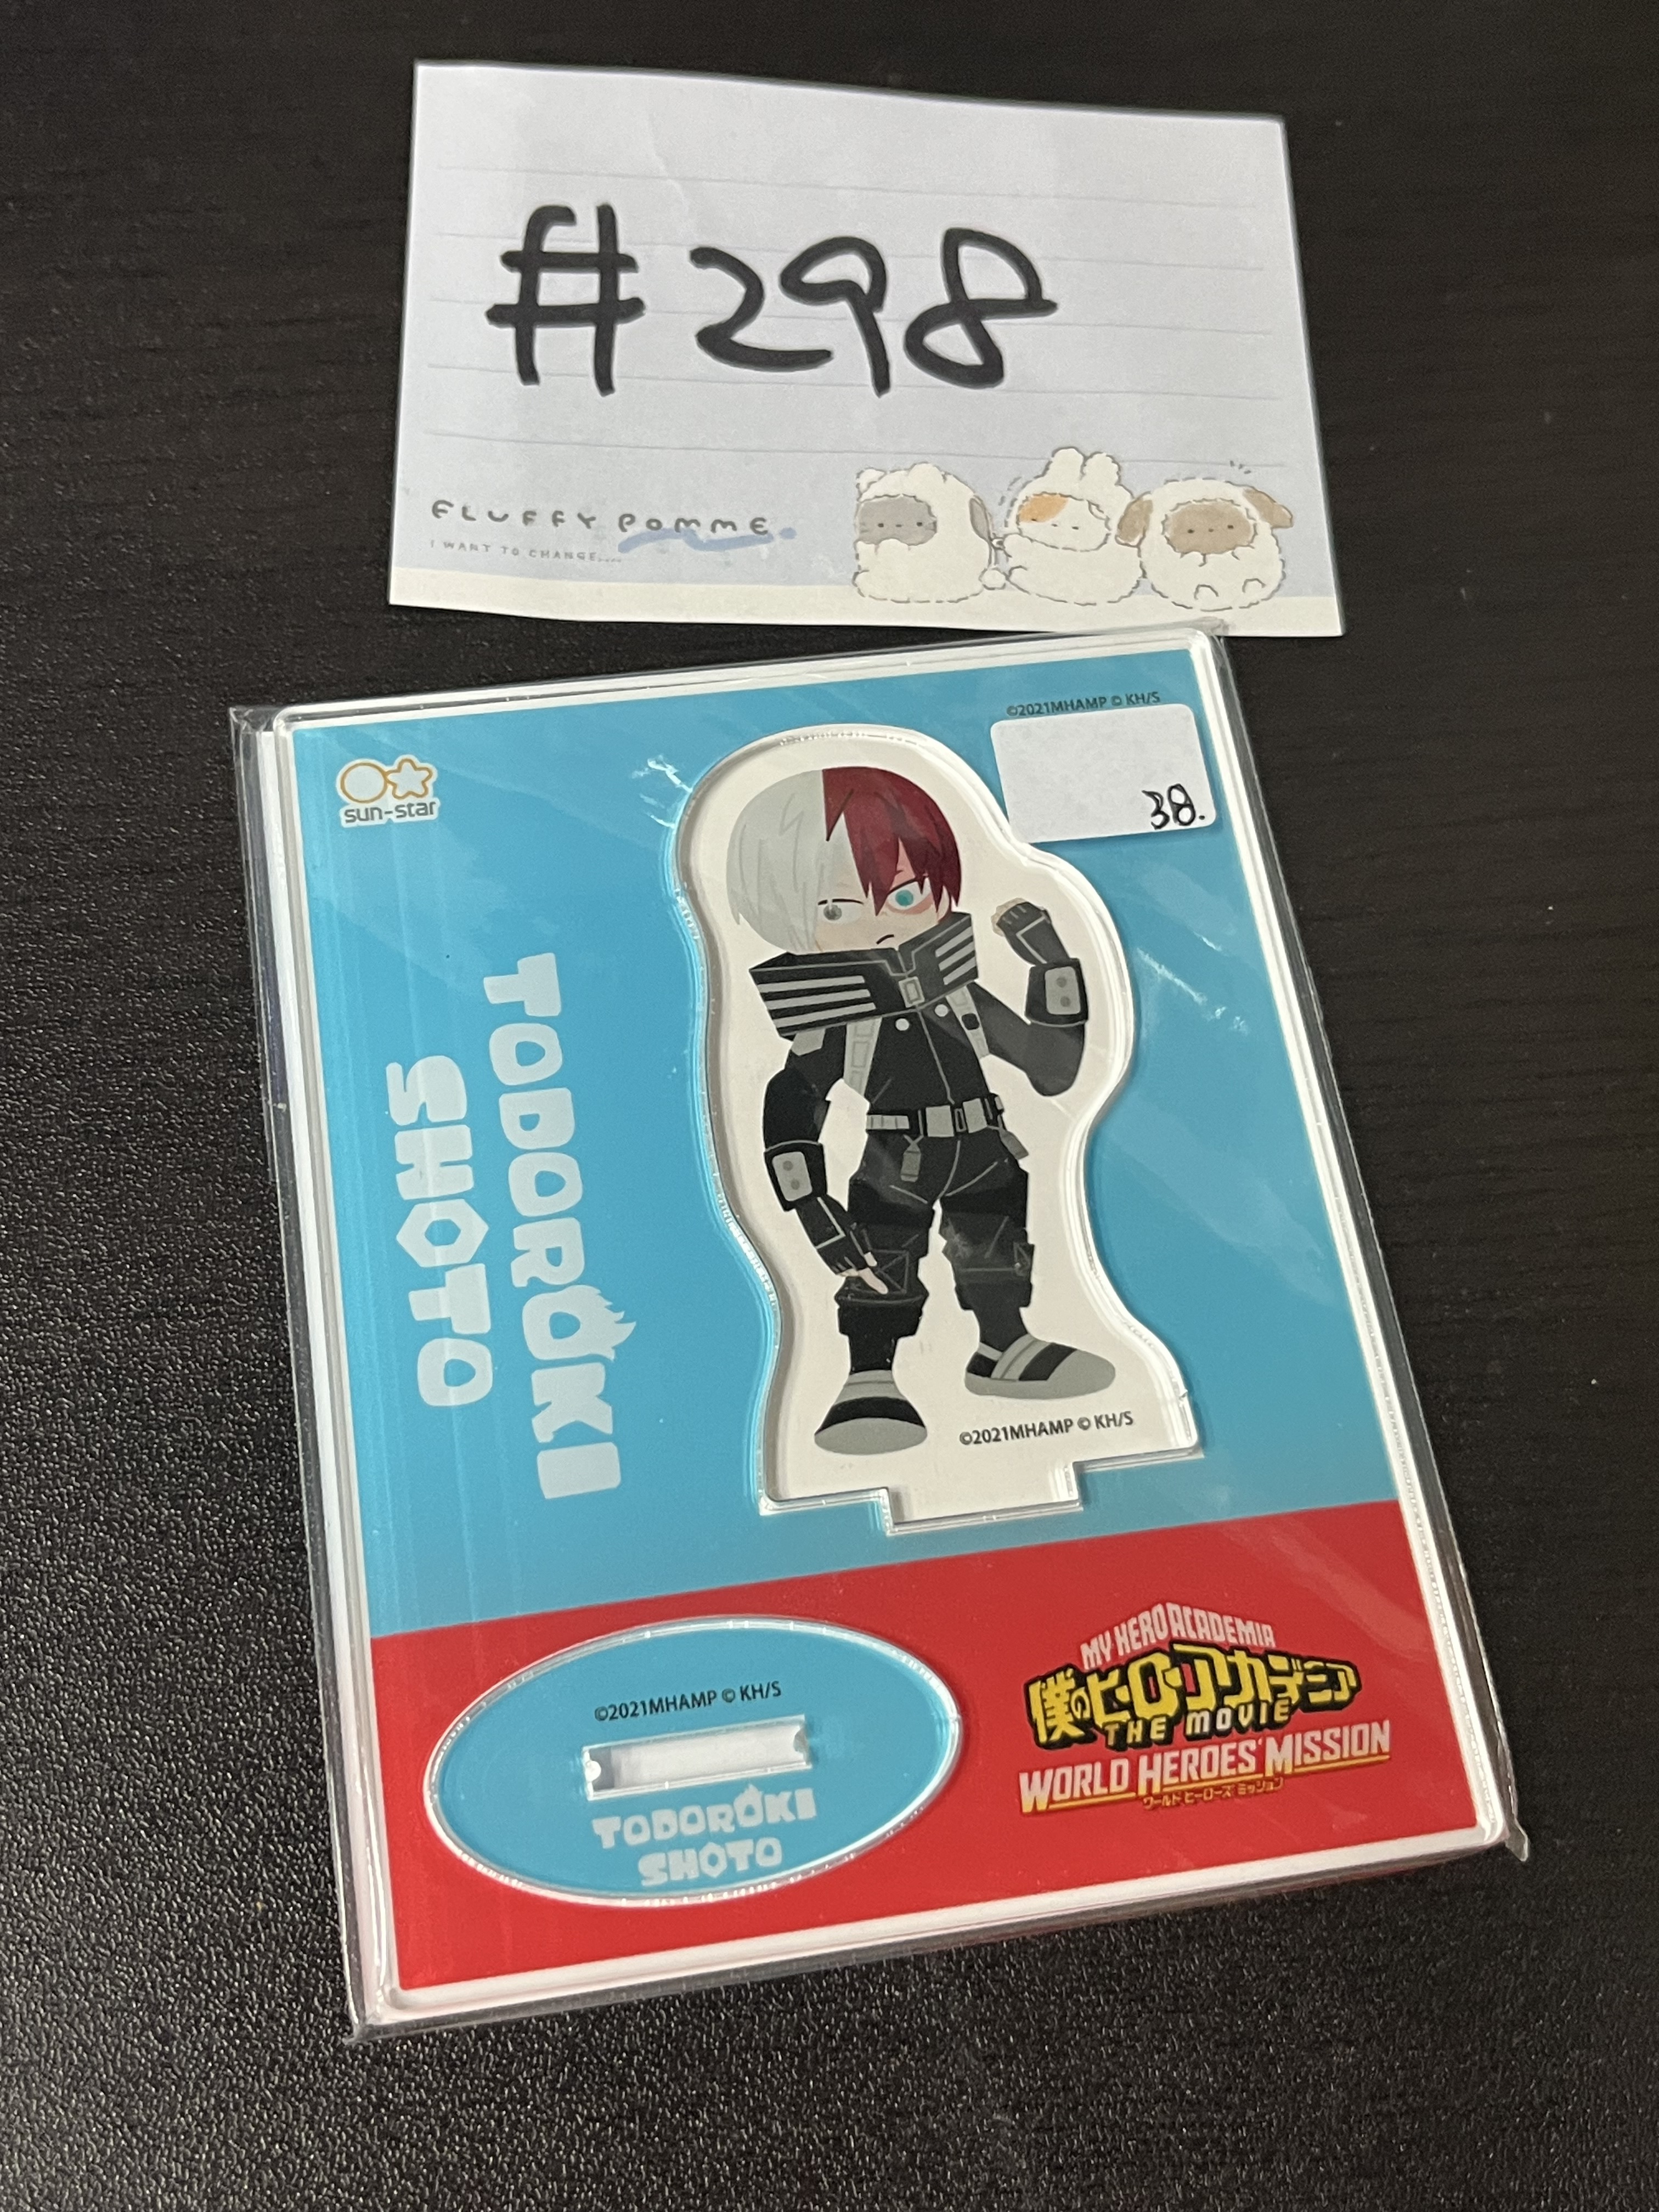 #298
FLUFFY POMME.
I WANT TO CHANGE....
©2021MHAMP © KH/S
sun-star
38.
TODOROKI
SHOTO
©2021MHAMP © KH/S
©2021MHAMP © KH/S
TODOROKI
SHOTO
MY HERO ACADEMIA
僕のヒーローアカデミア
THE MOVIE
WORLD HEROES' MISSION
ワールド ヒーローズ ミッション